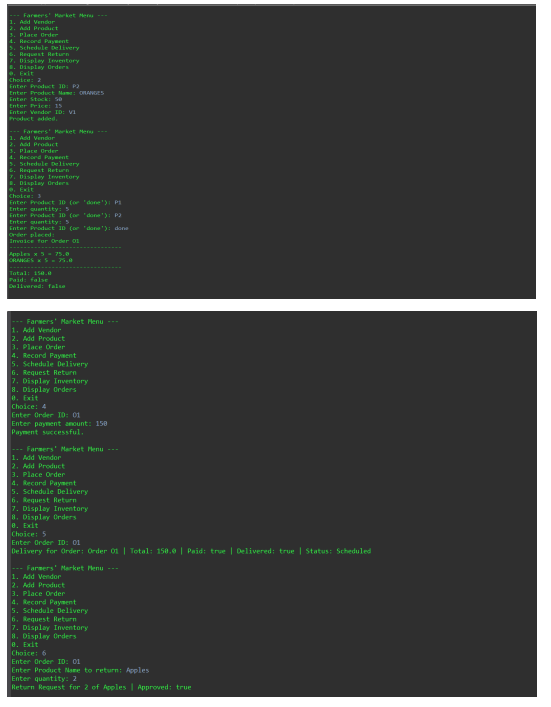 --- Farmers' Market Menu ---
1. Add Vendor
2. Add Product
3. Place Order
4. Record Payment
5. Schedule Delivery
6. Request Return
7. Display Inventory
8. Display Orders
0. Exit
Choice: 2
Enter Product ID: P2
Enter Product Name: ORANGES
Enter Stock: 50
Enter Price: 15
Enter Vendor ID: V1
Product added.
--- Farmers' Market Menu ---
1. Add Vendor
2. Add Product
3. Place Order
4. Record Payment
5. Schedule Delivery
6. Request Return
7. Display Inventory
8. Display Orders
0. Exit
Choice: 3
Enter Product ID (or 'done'): P1
Enter quantity: 5
Enter Product ID (or 'done'): P2
Enter quantity: 5
Enter Product ID (or 'done'): done
Order placed:
Invoice for Order O1
------------------------------
Apples x 5 = 75.0
ORANGES x 5 = 75.0
------------------------------
Total: 150.0
Paid: false
Delivered: false
--- Farmers' Market Menu ---
1. Add Vendor
2. Add Product
3. Place Order
4. Record Payment
5. Schedule Delivery
6. Request Return
7. Display Inventory
8. Display Orders
0. Exit
Choice: 4
Enter Order ID: O1
Enter payment amount: 150
Payment successful.
--- Farmers' Market Menu ---
1. Add Vendor
2. Add Product
3. Place Order
4. Record Payment
5. Schedule Delivery
6. Request Return
7. Display Inventory
8. Display Orders
0. Exit
Choice: 5
Enter Order ID: O1
Delivery for Order: Order O1 | Total: 150.0 | Paid: true | Delivered: true | Status: Scheduled
--- Farmers' Market Menu ---
1. Add Vendor
2. Add Product
3. Place Order
4. Record Payment
5. Schedule Delivery
6. Request Return
7. Display Inventory
8. Display Orders
0. Exit
Choice: 6
Enter Order ID: O1
Enter Product Name to return: Apples
Enter quantity: 2
Return Request for 2 of Apples | Approved: true